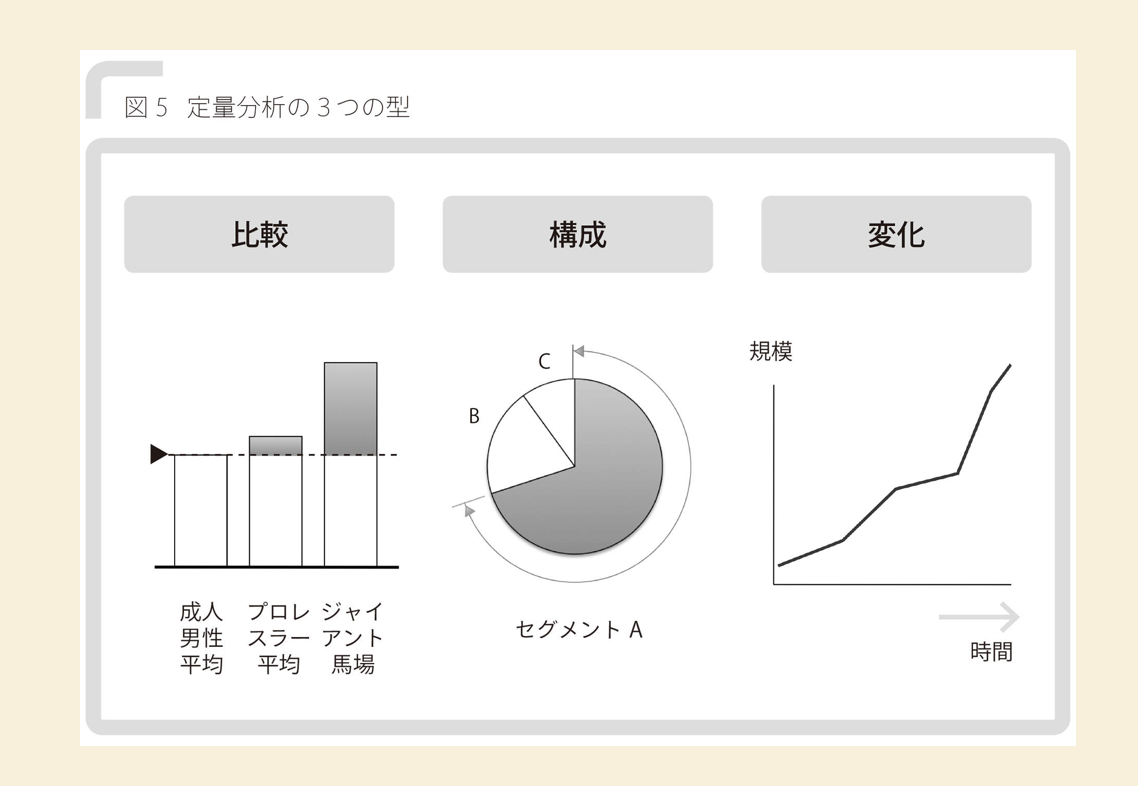 図5 定量分析の3つの型
比較
構成
変化
成人
男性
平均
プロレ
スラー
平均
ジャイ
アント
馬場
C
B
セグメント A
規模
時間